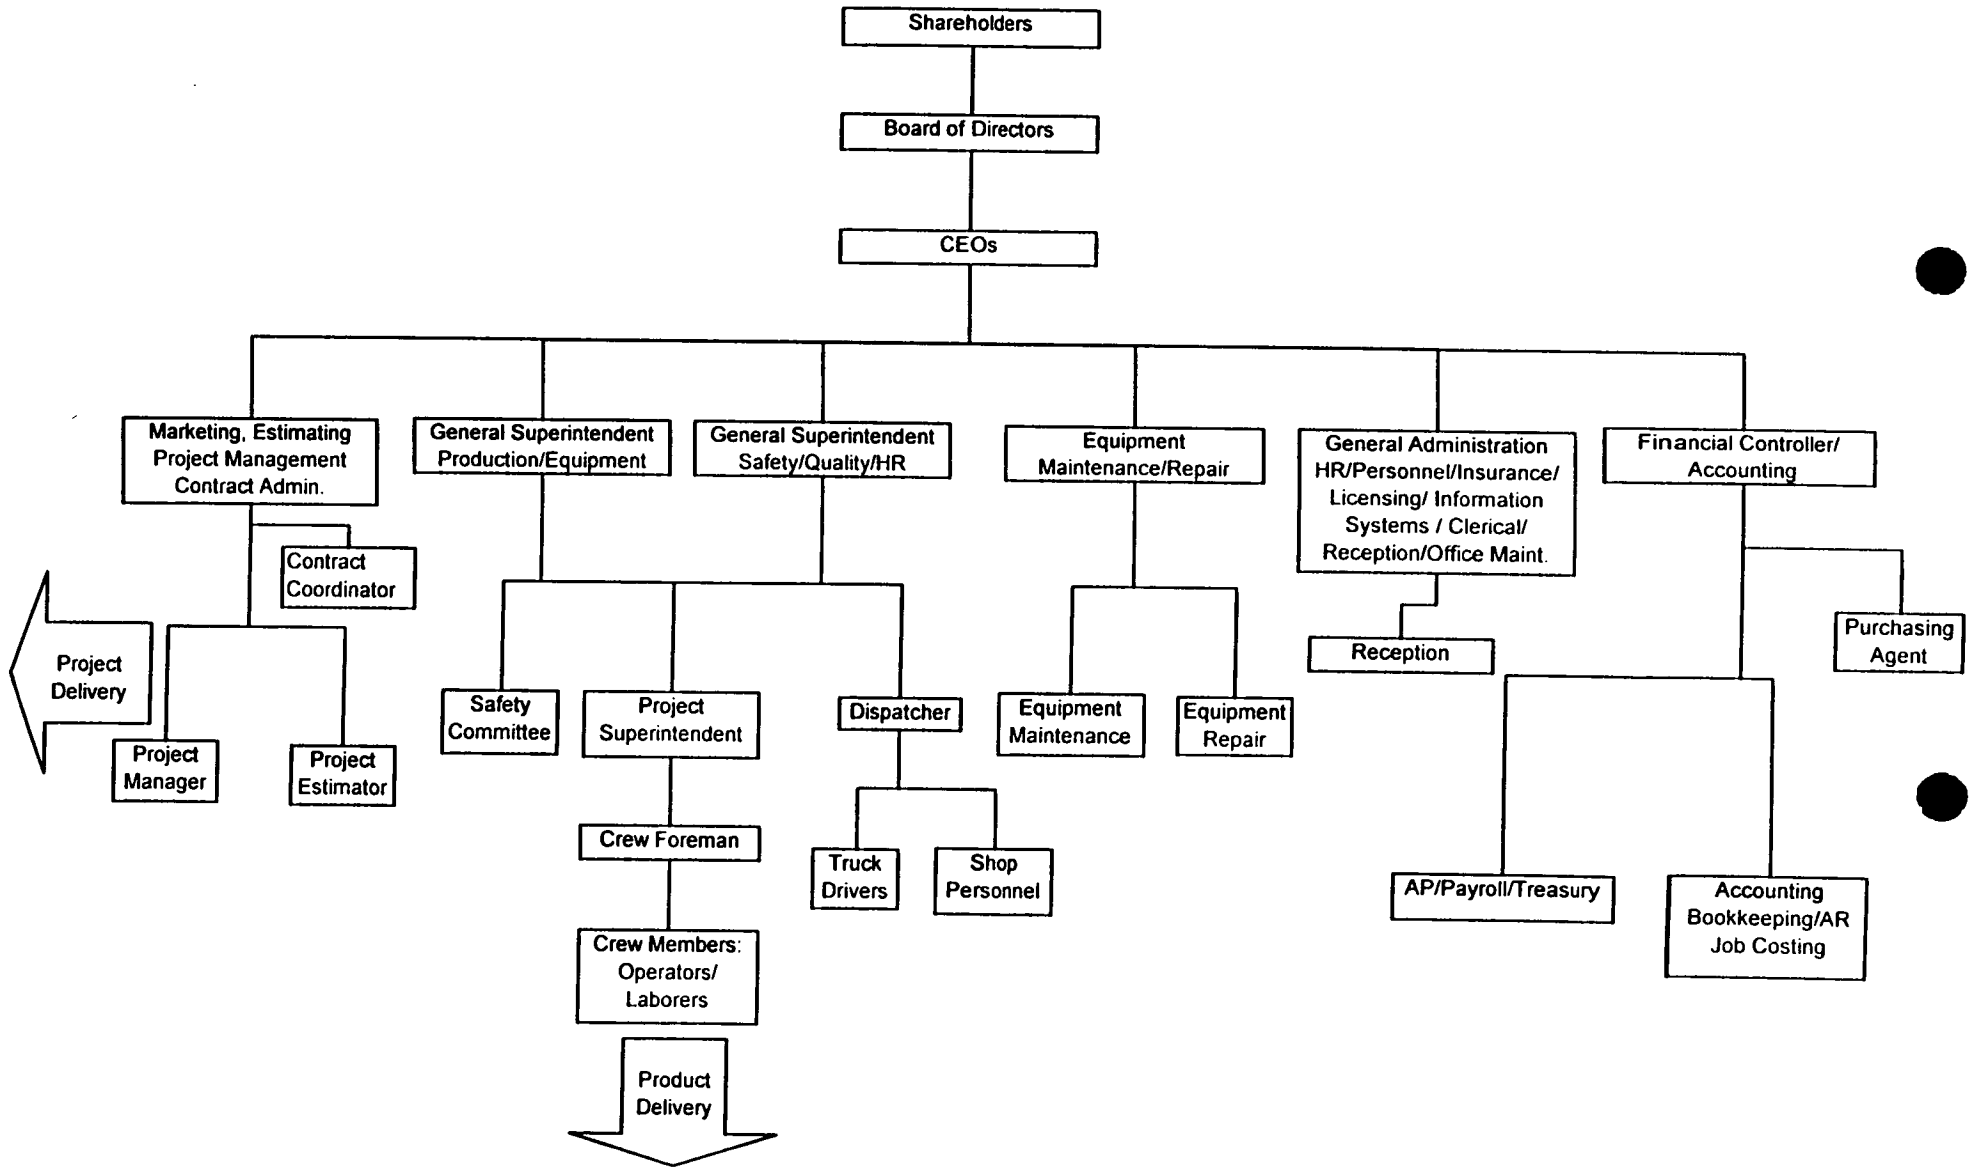 Shareholders
Board of Directors
CEOs
Marketing, Estimating
Project Management
Contract Admin.
General Superintendent
Production/Equipment
General Superintendent
Safety/Quality/HR
Equipment
Maintenance/Repair
General Administration
HR/Personnel/Insurance/
Licensing/ Information
Systems / Clerical/
Reception/Office Maint.
Financial Controller/
Accounting
Contract
Coordinator
Project
Delivery
Reception
Purchasing
Agent
Project
Manager
Project
Estimator
Safety
Committee
Project
Superintendent
Dispatcher
Equipment
Maintenance
Equipment
Repair
Crew Foreman
Truck
Drivers
Shop
Personnel
AP/Payroll/Treasury
Accounting
Bookkeeping/AR
Job Costing
Crew Members:
Operators/
Laborers
Product
Delivery